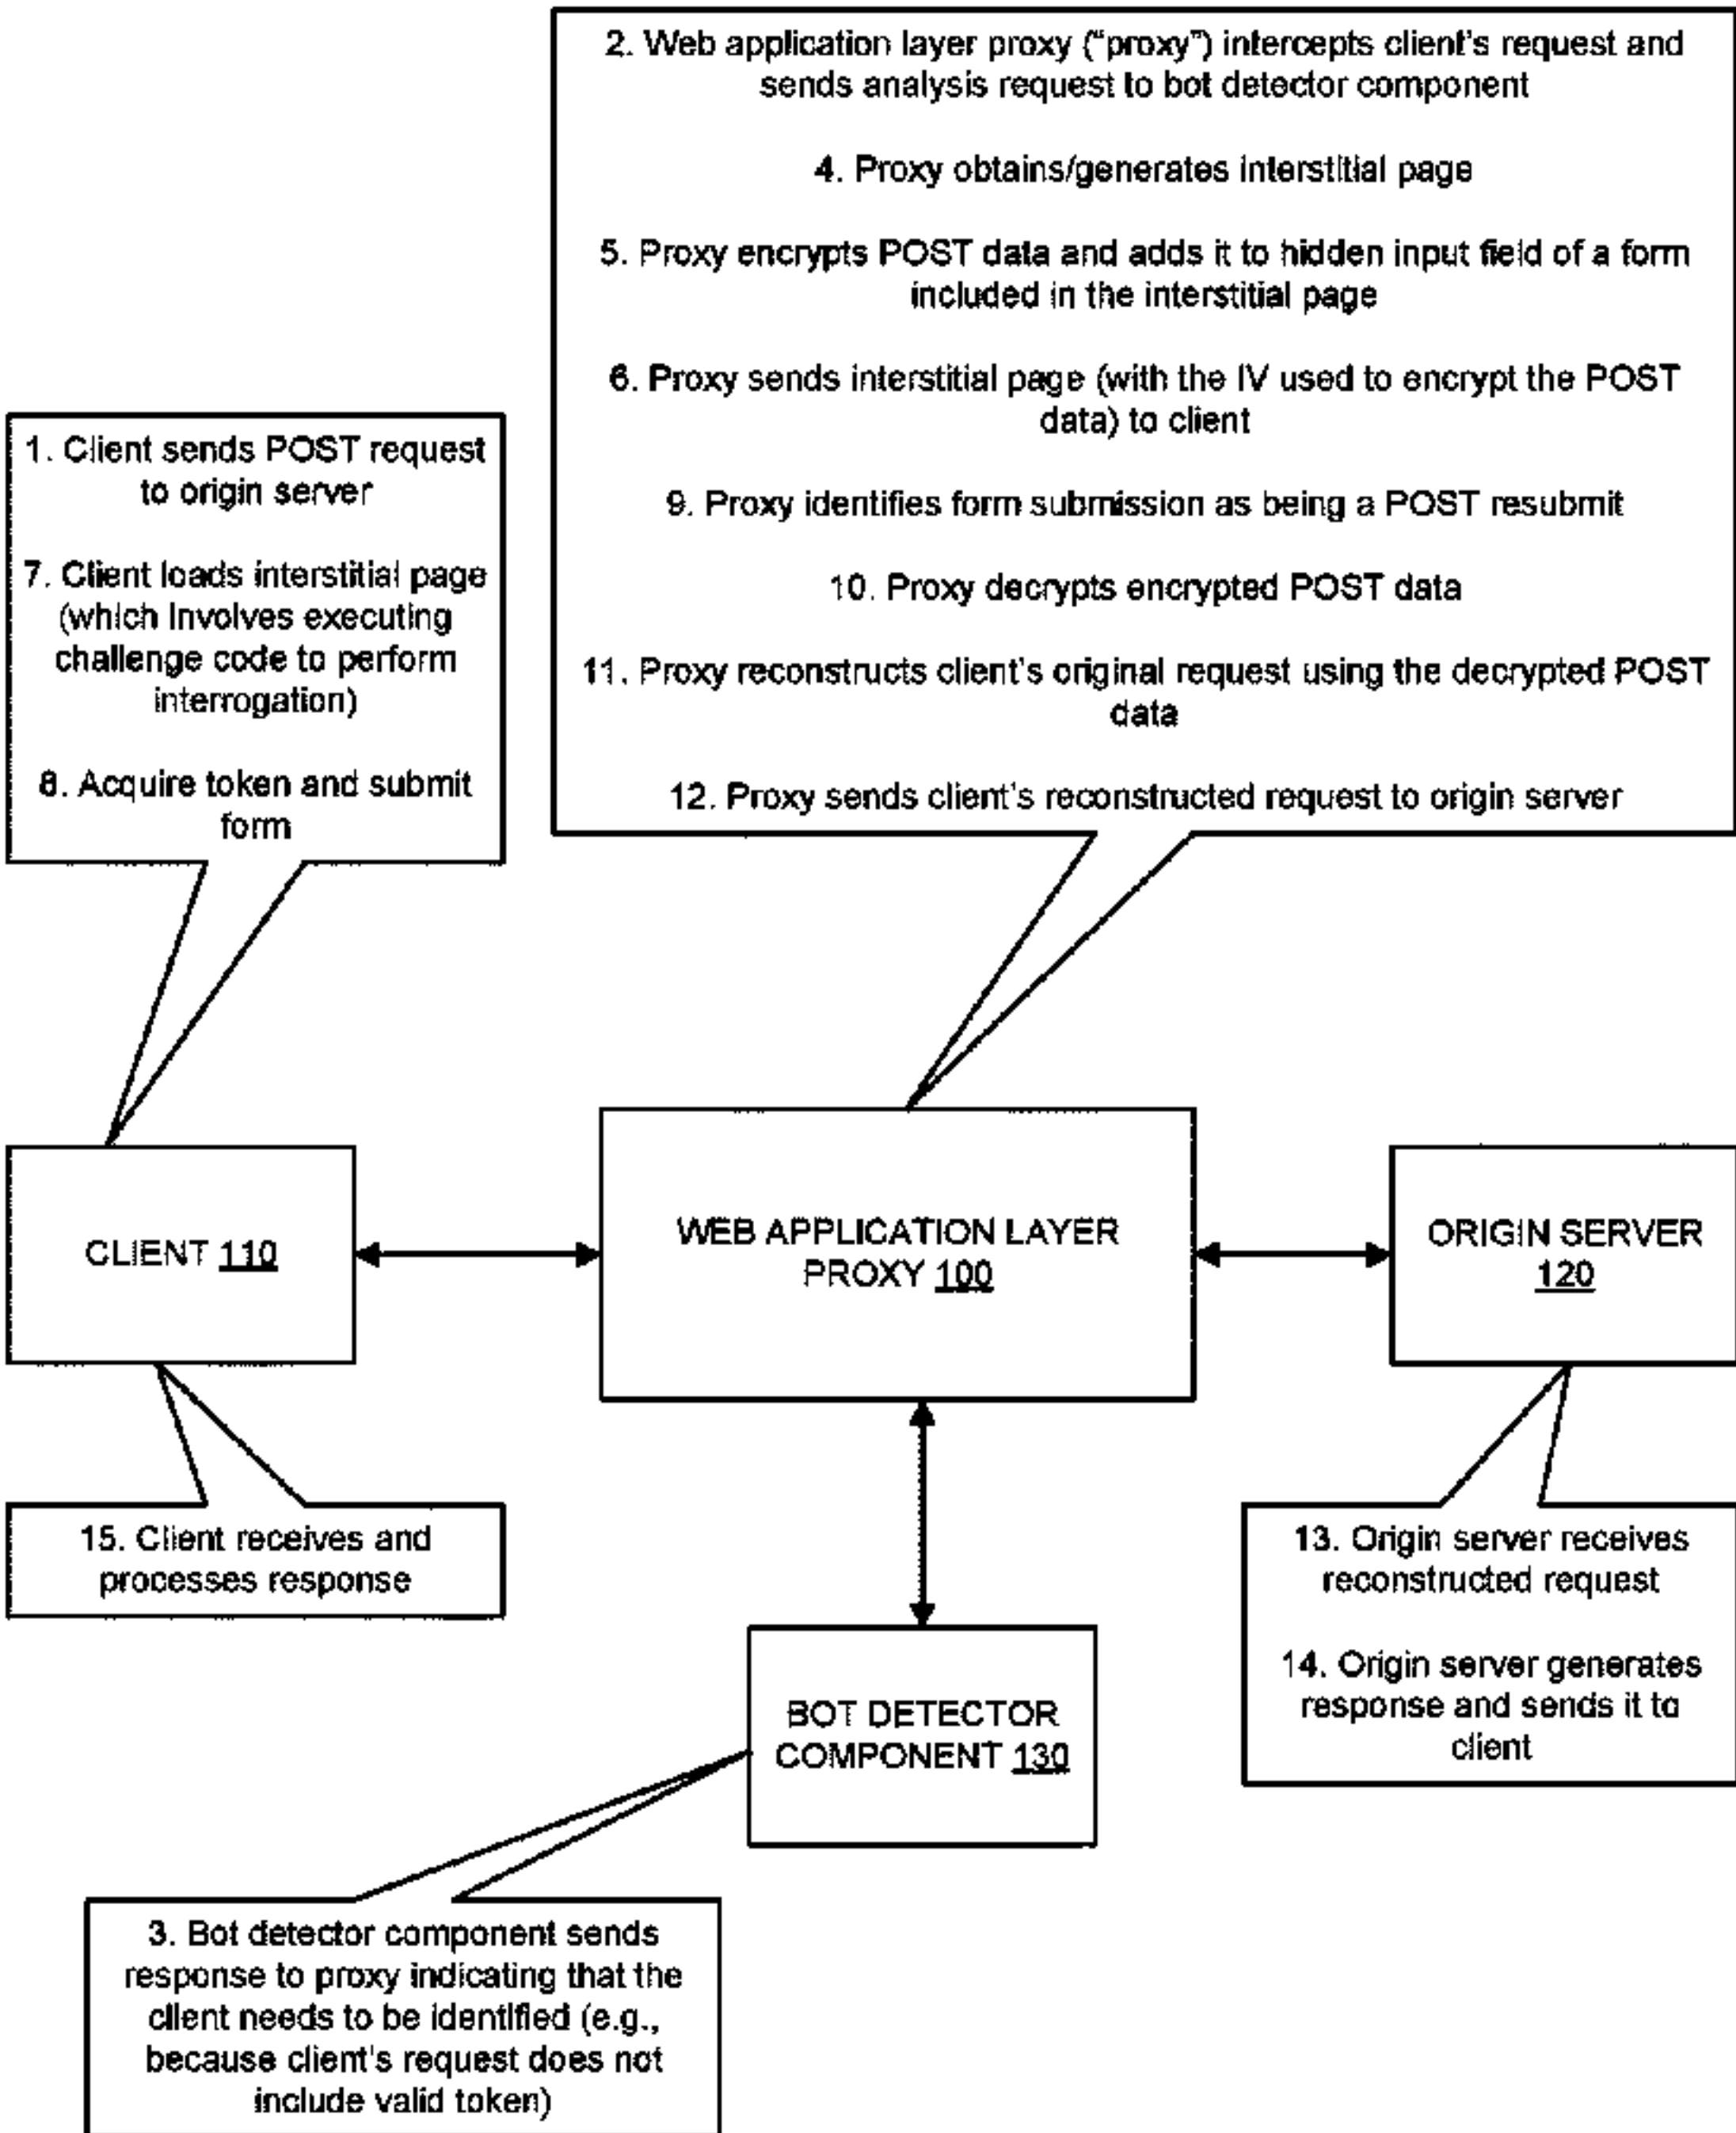 2. Web application layer proxy ("proxy") intercepts client's request and
sends analysis request to bot detector component
4. Proxy obtains/generates interstitial page
5. Proxy encrypts POST data and adds it to hidden input field of a form
included in the interstitial page
6. Proxy sends interstitial page (with the IV used to encrypt the POST
data) to client
9. Proxy identifies form submission as being a POST resubmit
10. Proxy decrypts encrypted POST data
11. Proxy reconstructs client's original request using the decrypted POST
data
12. Proxy sends client's reconstructed request to origin server
1. Client sends POST request
to origin server
7. Client loads interstitial page
(which involves executing
challenge code to perform
interrogation)
8. Acquire token and submit
form
CLIENT 110
WEB APPLICATION LAYER
PROXY 100
ORIGIN SERVER
120
15. Client receives and
processes response
13. Origin server receives
reconstructed request
14. Origin server generates
response and sends it to
client
BOT DETECTOR
COMPONENT 130
3. Bot detector component sends
response to proxy indicating that the
client needs to be identified (e.g.,
because client's request does not
include valid token)